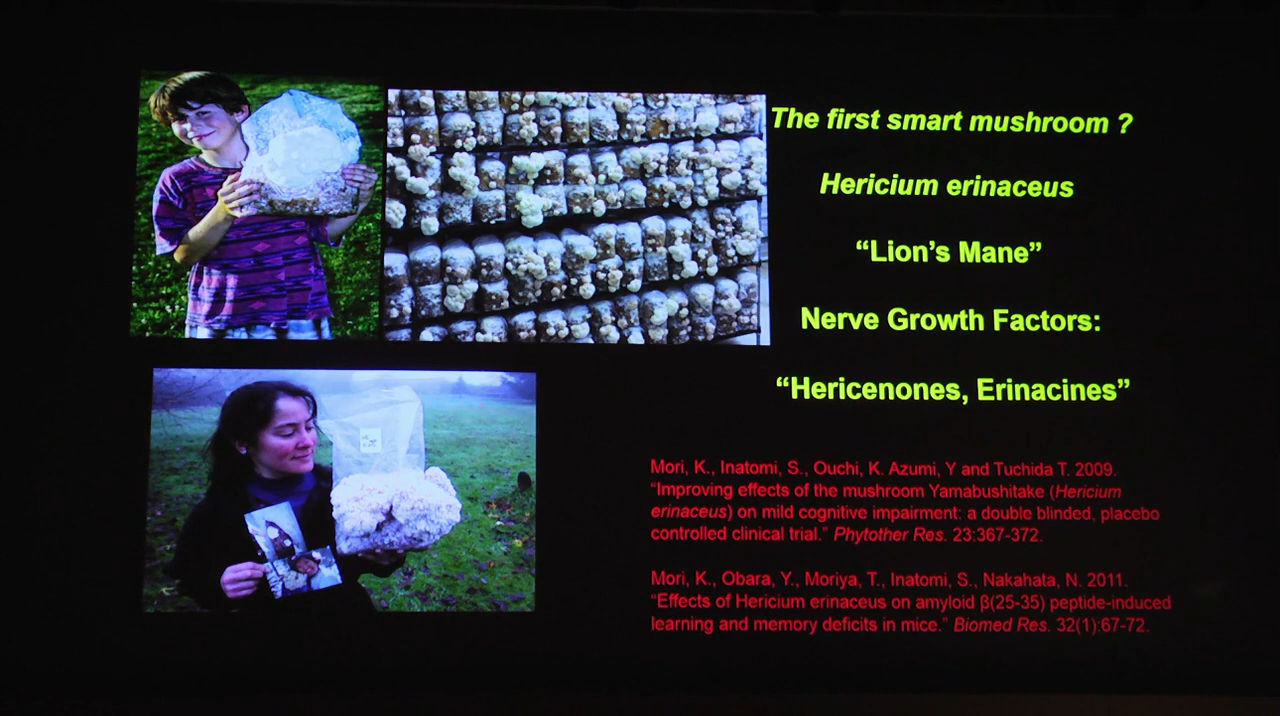 The first smart mushroom ?
Hericium erinaceus
“Lion’s Mane”
Nerve Growth Factors:
“Hericenones, Erinacines”
Mori, K., Inatomi, S., Ouchi, K. Azumi, Y and Tuchida T. 2009.
“Improving effects of the mushroom Yamabushitake (Hericium
erinaceus) on mild cognitive impairment: a double blinded, placebo
controlled clinical trial.” Phytother Res. 23:367-372.
Mori, K., Obara, Y., Moriya, T., Inatomi, S., Nakahata, N. 2011.
“Effects of Hericium erinaceus on amyloid β(25-35) peptide-induced
learning and memory deficits in mice.” Biomed Res. 32(1):67-72.